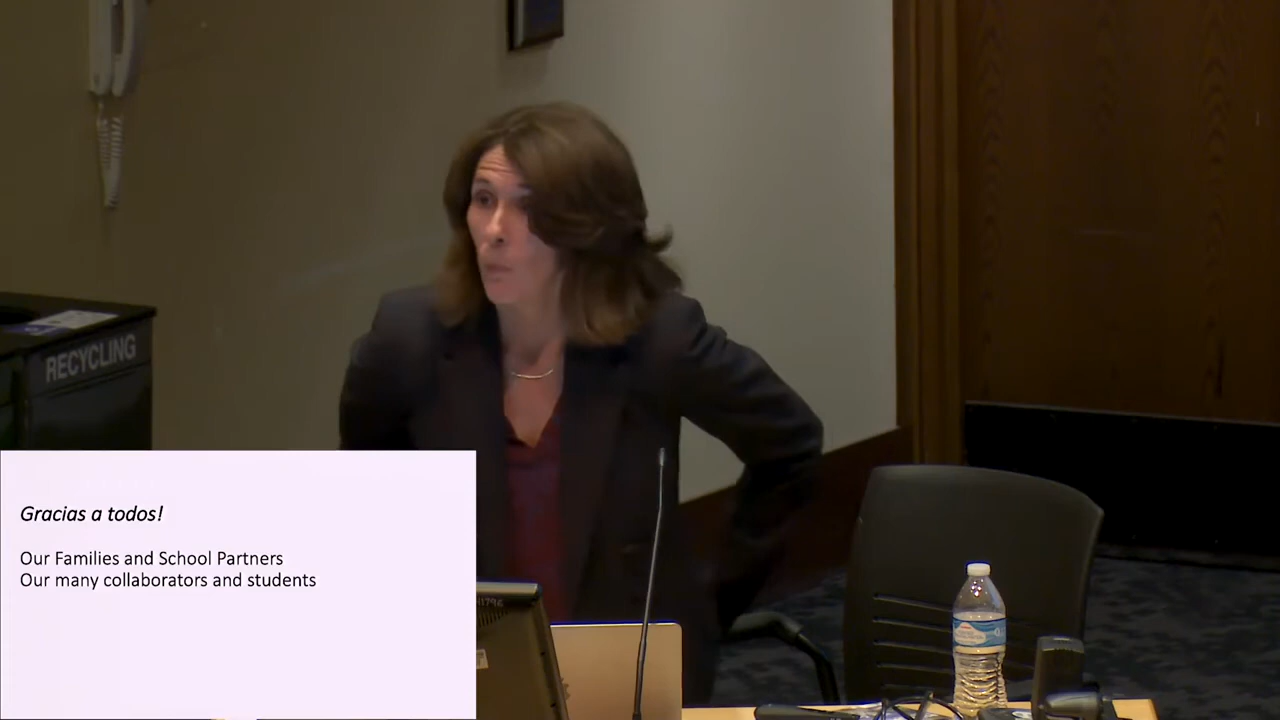 RECYCLING
Gracias a todos!
Our Families and School Partners
Our many collaborators and students